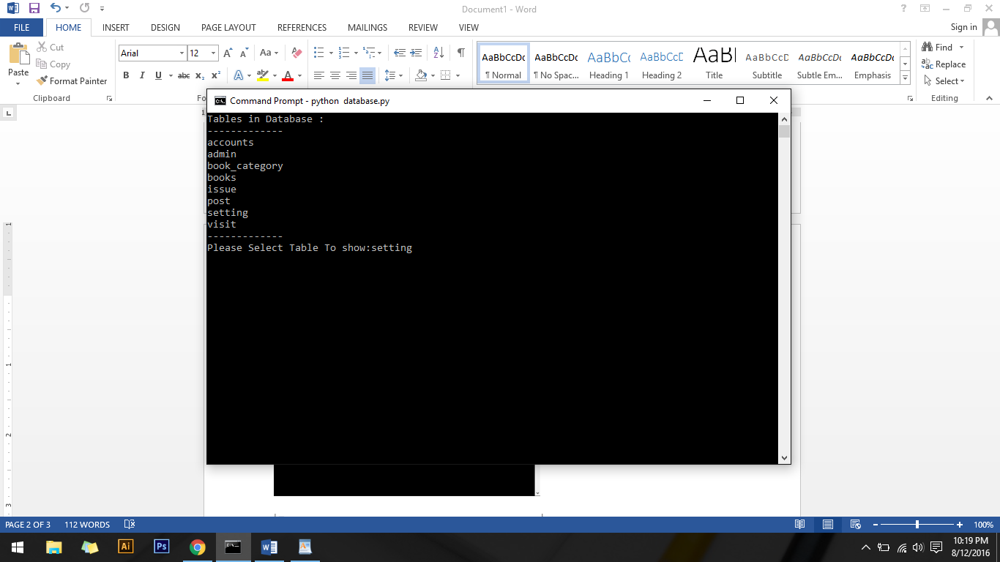 Document1 - Word
FILE HOME INSERT DESIGN PAGE LAYOUT REFERENCES MAILINGS REVIEW VIEW Sign in
Paste
Cut
Copy
Format Painter
Clipboard
Arial 12
Aa
B I U abc x₂ x²
A ab A
AaBbCcDc AaBbCcDc AaBbCc AaBbCcD AaB AaBbCcD AaBbCcDc AaBbCcDc
¶ Normal ¶ No Spac... Heading 1 Heading 2 Title Subtitle Subtle Em... Emphasis
Find
Replace
Select
Editing
Command Prompt - python  database.py
Tables in Database :
-------------
accounts
admin
book_category
books
issue
post
setting
visit
-------------
Please Select Table To show:setting
PAGE 2 OF 3 112 WORDS 100%
Ai Ps
10:19 PM
8/12/2016